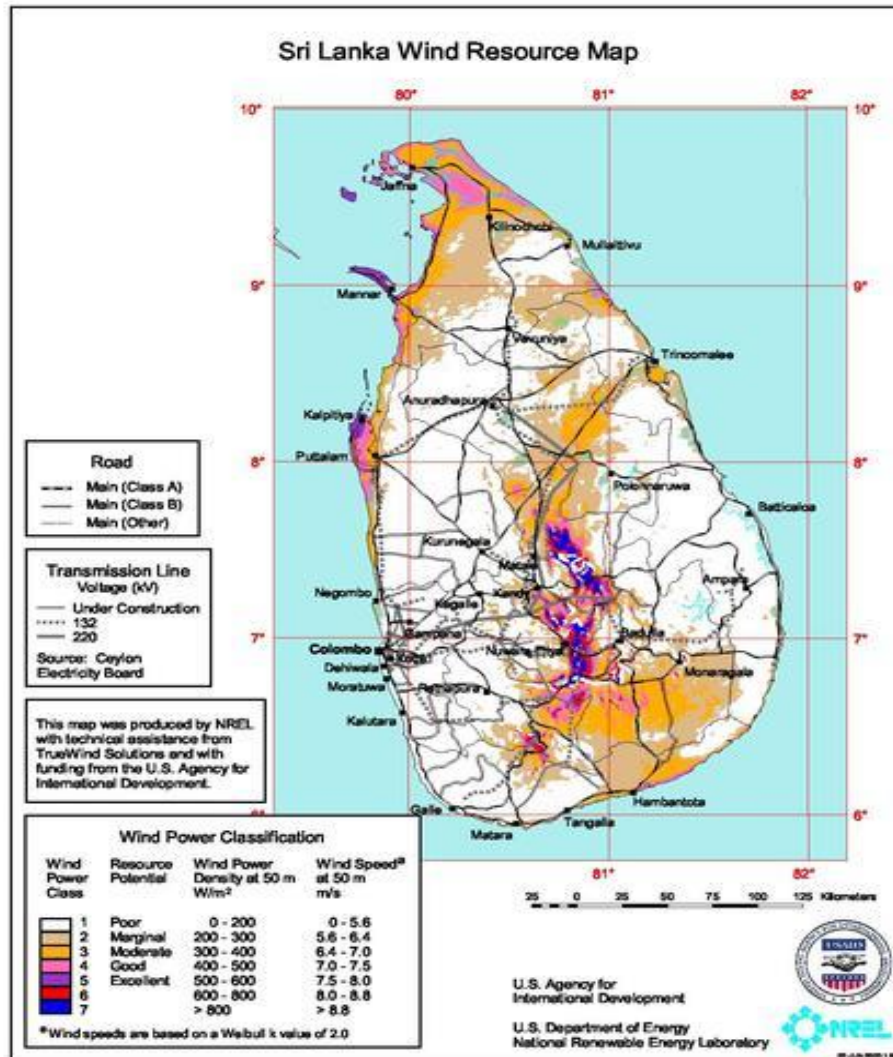 Sri Lanka Wind Resource Map
80° 81° 82°
10° 10°
Jaffna
Kilinochchi
Mullaittivu
9° 9°
Mannar
Vavuniya
Trincomalee
Anuradhapura
Kalpitiya
8° 8°
Puttalam
Polonnaruwa
Batticaloa
Kurunegala
Matale
Negombo
Kegalle
Kandy
Ampara
7° 7°
Gampaha
Colombo
Nuwara Eliya
Badulla
Dehiwala
Kotte
Monaragala
Moratuwa
Ratnapura
Kalutara
6° 6°
Galle
Hambantota
Matara
Tangalla
81° 82°
Road
Main (Class A)
Main (Class B)
Main (Other)
Transmission Line
Voltage (kV)
Under Construction
132
220
Source: Ceylon
Electricity Board
This map was produced by NREL
with technical assistance from
TrueWind Solutions and with
funding from the U.S. Agency for
International Development.
Wind Power Classification
Wind Power Class Resource Potential Wind Power Density at 50 m W/m² Wind Speedª at 50 m m/s
1 Poor 0 - 200 0 - 5.6
2 Marginal 200 - 300 5.6 - 6.4
3 Moderate 300 - 400 6.4 - 7.0
4 Good 400 - 500 7.0 - 7.5
5 Excellent 500 - 600 7.5 - 8.0
6 600 - 800 8.0 - 8.8
7 > 800 > 8.8
ªWind speeds are based on a Weibull k value of 2.0
25 0 25 50 75 100 125 Kilometers
U.S. Agency for
International Development
USAID
U.S. Department of Energy
National Renewable Energy Laboratory
NREL